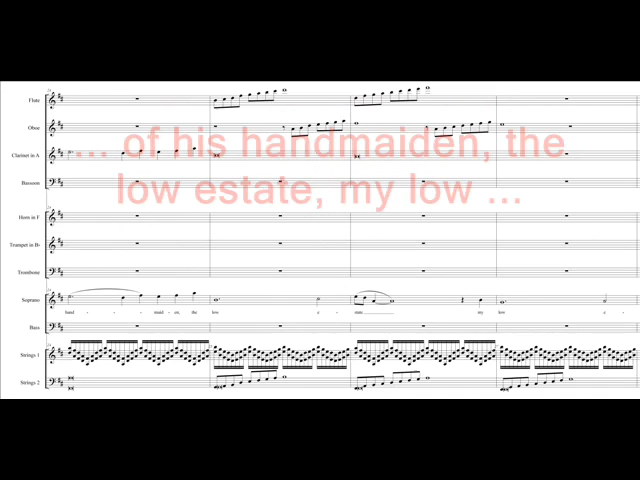 Flute
Oboe
Clarinet in A
Bassoon
Horn in F
Trumpet in B♭
Trombone
Soprano
hand - - - maid - en, the low e - state my low e -
Bass
Strings 1
Strings 2
... of his handmaiden, the
low estate, my low ...